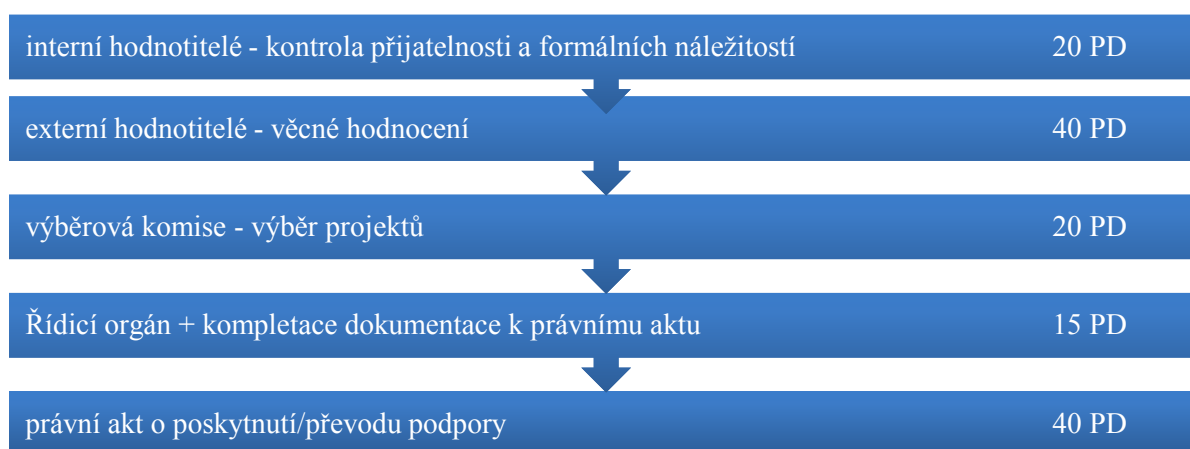 interní hodnotitelé - kontrola přijatelnosti a formálních náležitostí 20 PD
externí hodnotitelé - věcné hodnocení 40 PD
výběrová komise - výběr projektů 20 PD
Řídicí orgán + kompletace dokumentace k právnímu aktu 15 PD
právní akt o poskytnutí/převodu podpory 40 PD